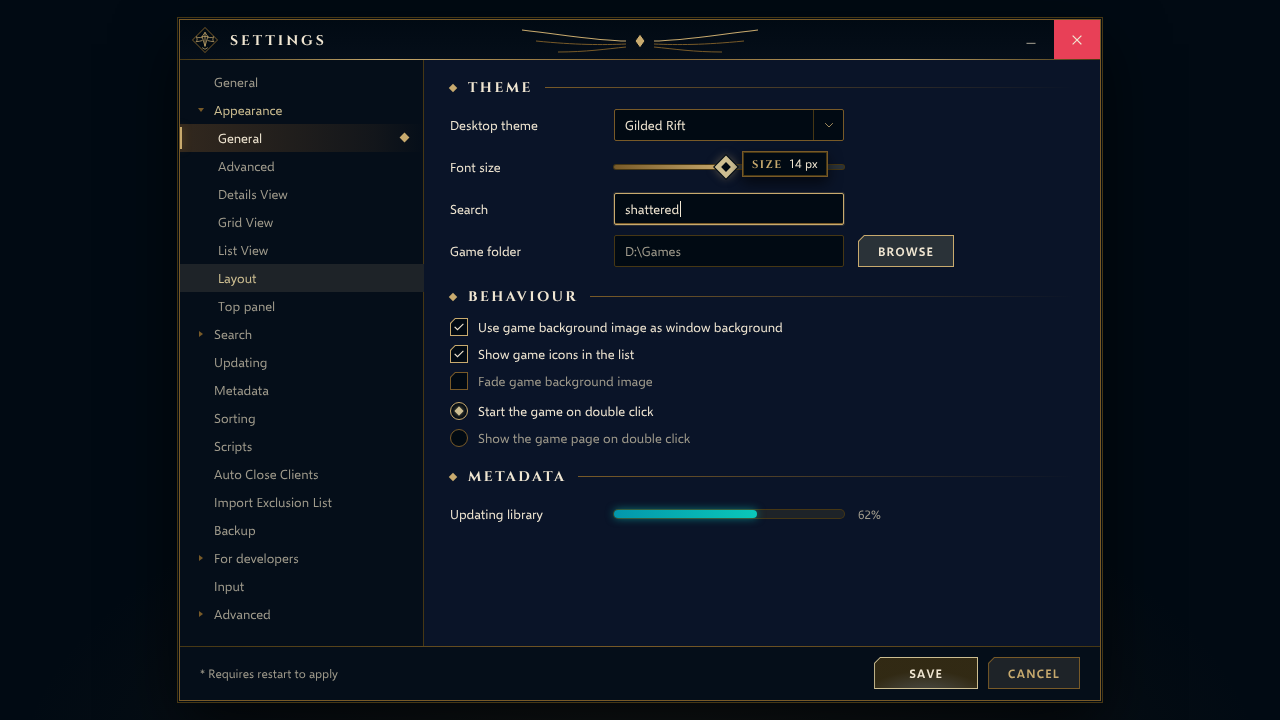 SETTINGS
General
Appearance
General
Advanced
Details View
Grid View
List View
Layout
Top panel
Search
Updating
Metadata
Sorting
Scripts
Auto Close Clients
Import Exclusion List
Backup
For developers
Input
Advanced
THEME
Desktop theme Gilded Rift
Font size SIZE 14 px
Search shattered
Game folder D:\Games BROWSE
BEHAVIOUR
Use game background image as window background
Show game icons in the list
Fade game background image
Start the game on double click
Show the game page on double click
METADATA
Updating library 62%
* Requires restart to apply SAVE CANCEL